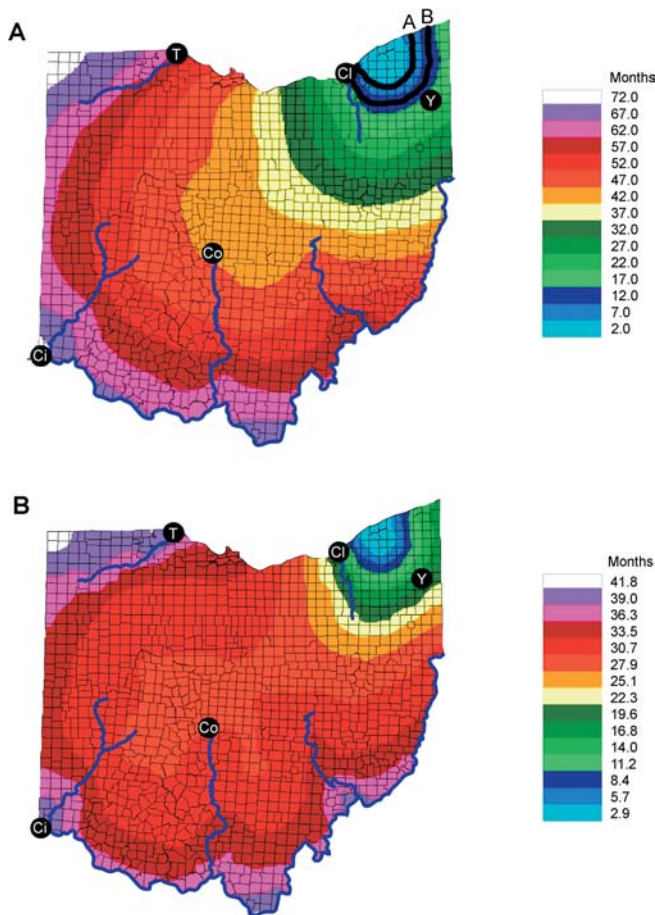 A
A B
T
Cl
Y
Co
Ci
Months
72.0
67.0
62.0
57.0
52.0
47.0
42.0
37.0
32.0
27.0
22.0
17.0
12.0
7.0
2.0
B
T
Cl
Y
Co
Ci
Months
41.8
39.0
36.3
33.5
30.7
27.9
25.1
22.3
19.6
16.8
14.0
11.2
8.4
5.7
2.9